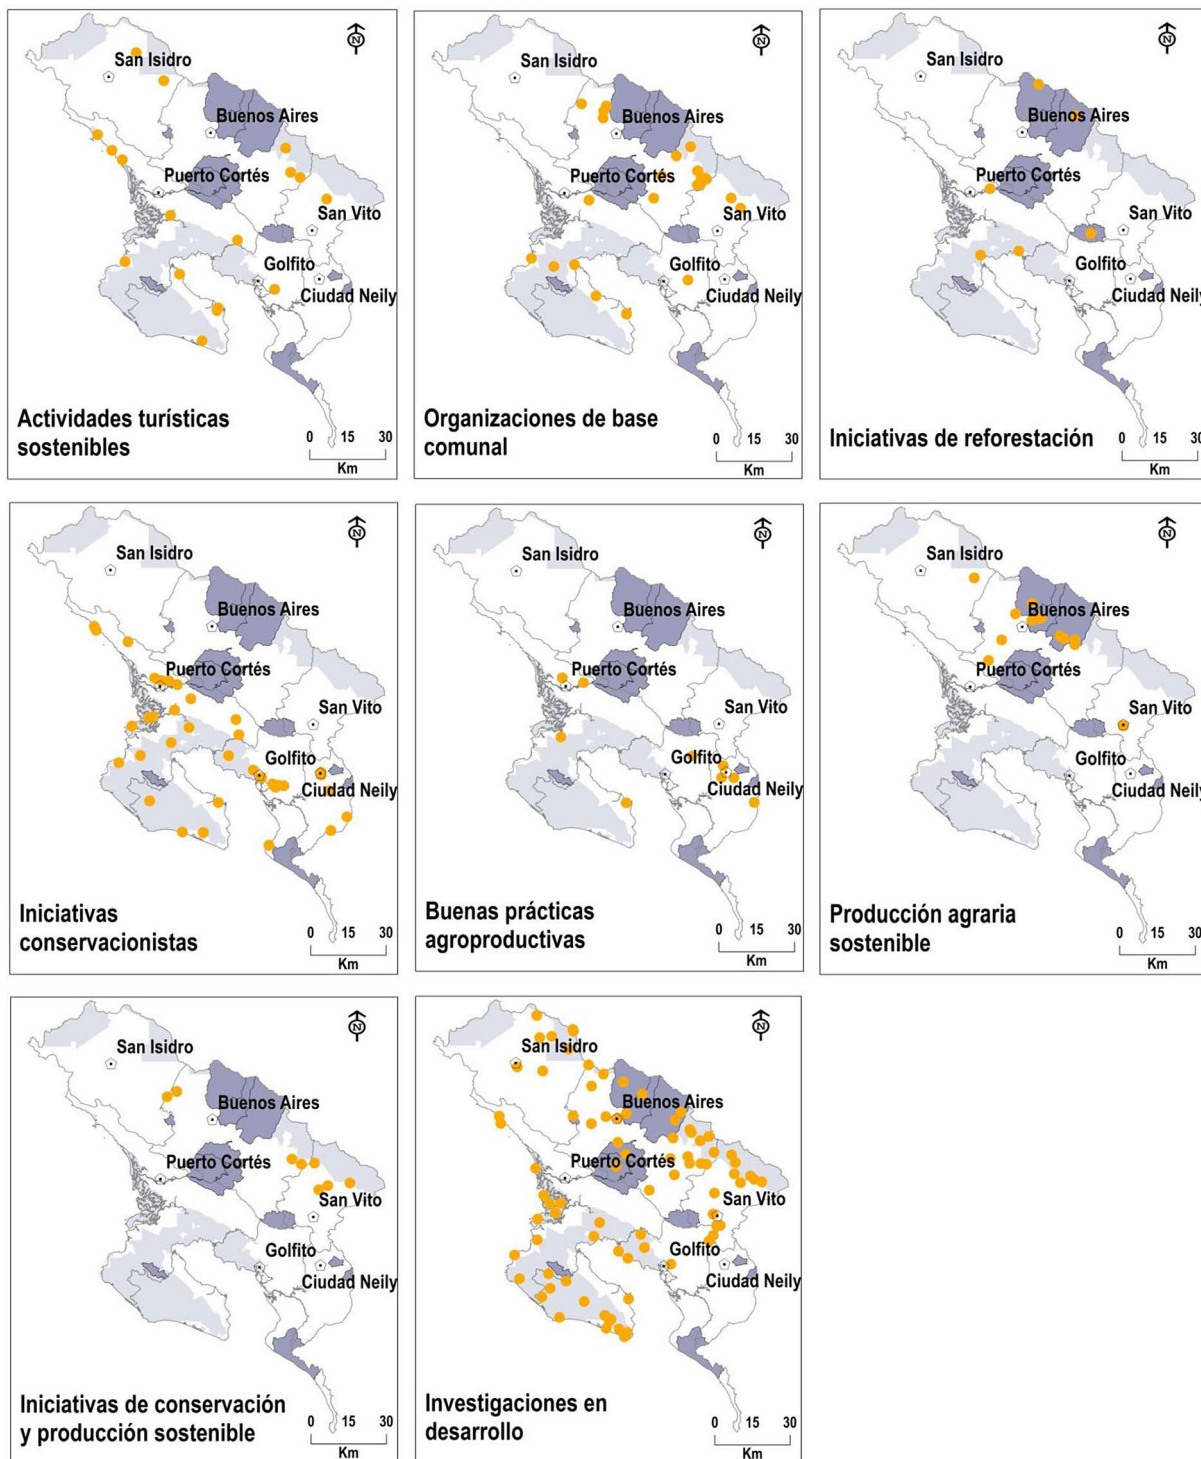 N
San Isidro
Buenos Aires
Puerto Cortés
San Vito
Golfito
Ciudad Neily
Actividades turísticas
sostenibles
0 15 30
Km
N
San Isidro
Buenos Aires
Puerto Cortés
San Vito
Golfito
Ciudad Neily
Organizaciones de base
comunal
0 15 30
Km
N
San Isidro
Buenos Aires
Puerto Cortés
San Vito
Golfito
Ciudad Neily
Iniciativas de reforestación
0 15 30
Km
N
San Isidro
Buenos Aires
Puerto Cortés
San Vito
Golfito
Ciudad Neily
Iniciativas
conservacionistas
0 15 30
Km
N
San Isidro
Buenos Aires
Puerto Cortés
San Vito
Golfito
Ciudad Neily
Buenas prácticas
agroproductivas
0 15 30
Km
N
San Isidro
Buenos Aires
Puerto Cortés
San Vito
Golfito
Ciudad Neily
Producción agraria
sostenible
0 15 30
Km
N
San Isidro
Buenos Aires
Puerto Cortés
San Vito
Golfito
Ciudad Neily
Iniciativas de conservación
y producción sostenible
0 15 30
Km
N
San Isidro
Buenos Aires
Puerto Cortés
San Vito
Golfito
Ciudad Neily
Investigaciones en
desarrollo
0 15 30
Km